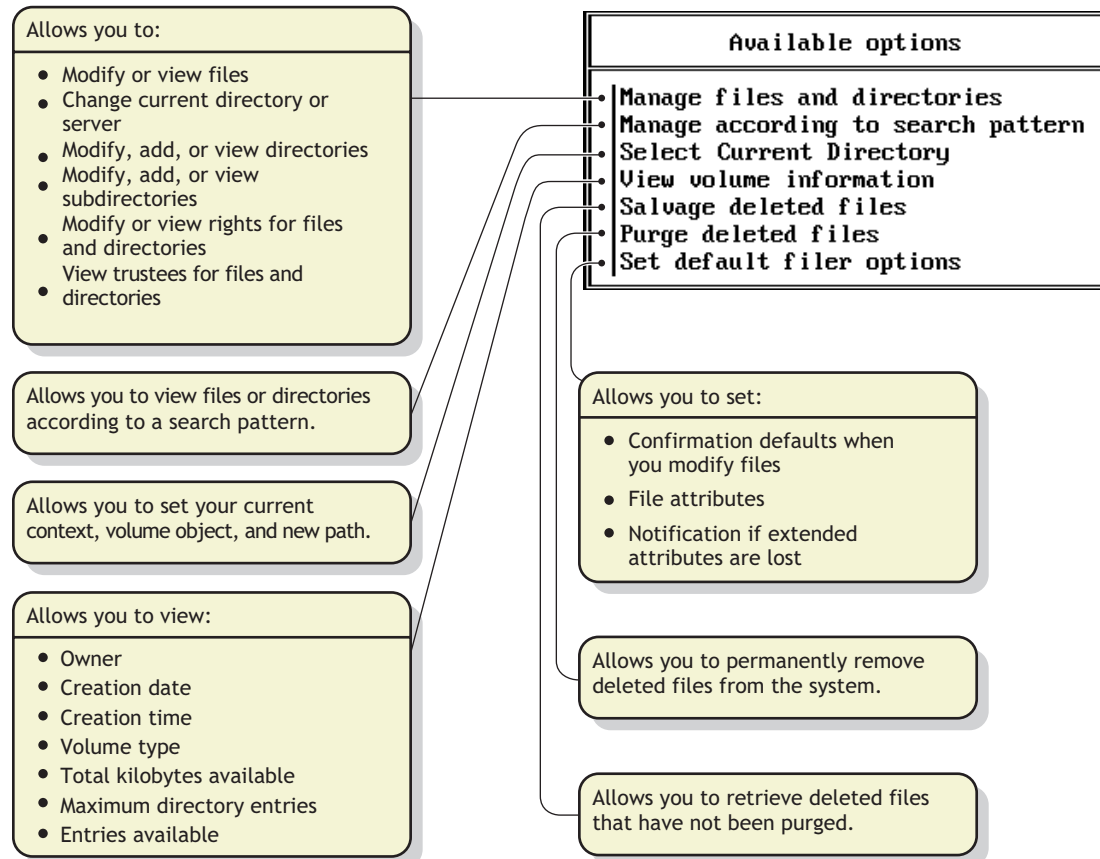 Allows you to:
• Modify or view files
• Change current directory or
server
• Modify, add, or view directories
• Modify, add, or view
subdirectories
• Modify or view rights for files
and directories
• View trustees for files and
directories
Allows you to view files or directories
according to a search pattern.
Allows you to set your current
context, volume object, and new path.
Allows you to view:
• Owner
• Creation date
• Creation time
• Volume type
• Total kilobytes available
• Maximum directory entries
• Entries available
Available options
Manage files and directories
Manage according to search pattern
Select Current Directory
View volume information
Salvage deleted files
Purge deleted files
Set default filer options
Allows you to set:
• Confirmation defaults when
you modify files
• File attributes
• Notification if extended
attributes are lost
Allows you to permanently remove
deleted files from the system.
Allows you to retrieve deleted files
that have not been purged.